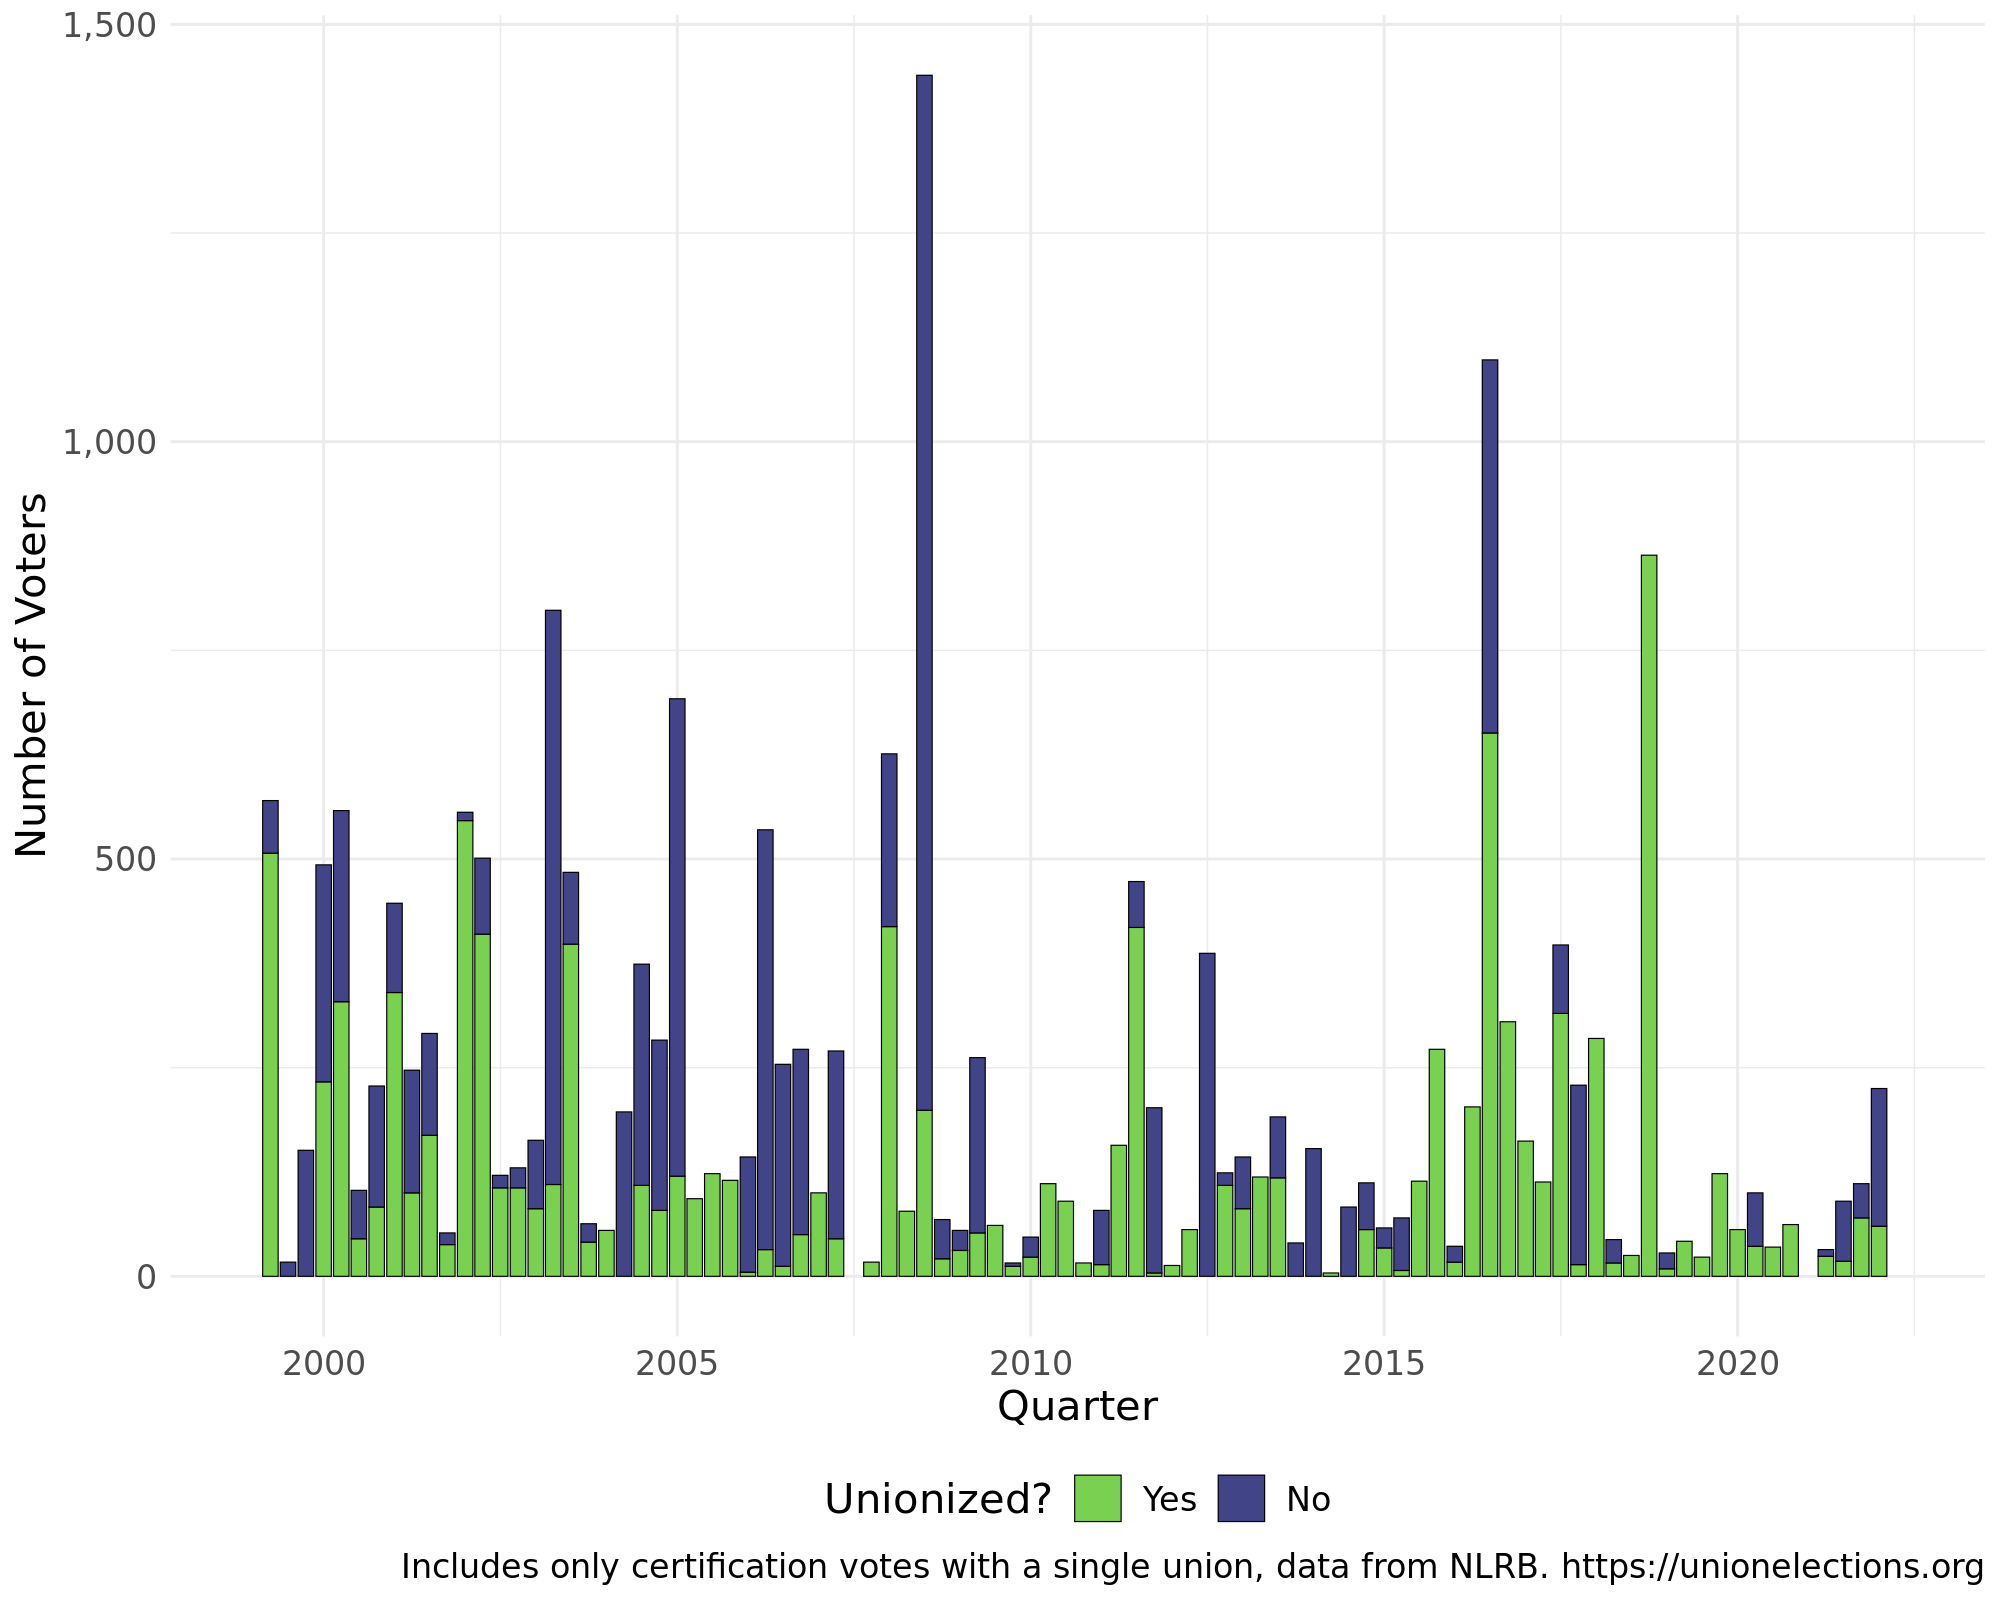 1,500
1,000
500
0
Number of Voters
2000 2005 2010 2015 2020
Quarter
Unionized? Yes No
Includes only certification votes with a single union, data from NLRB. https://unionelections.org